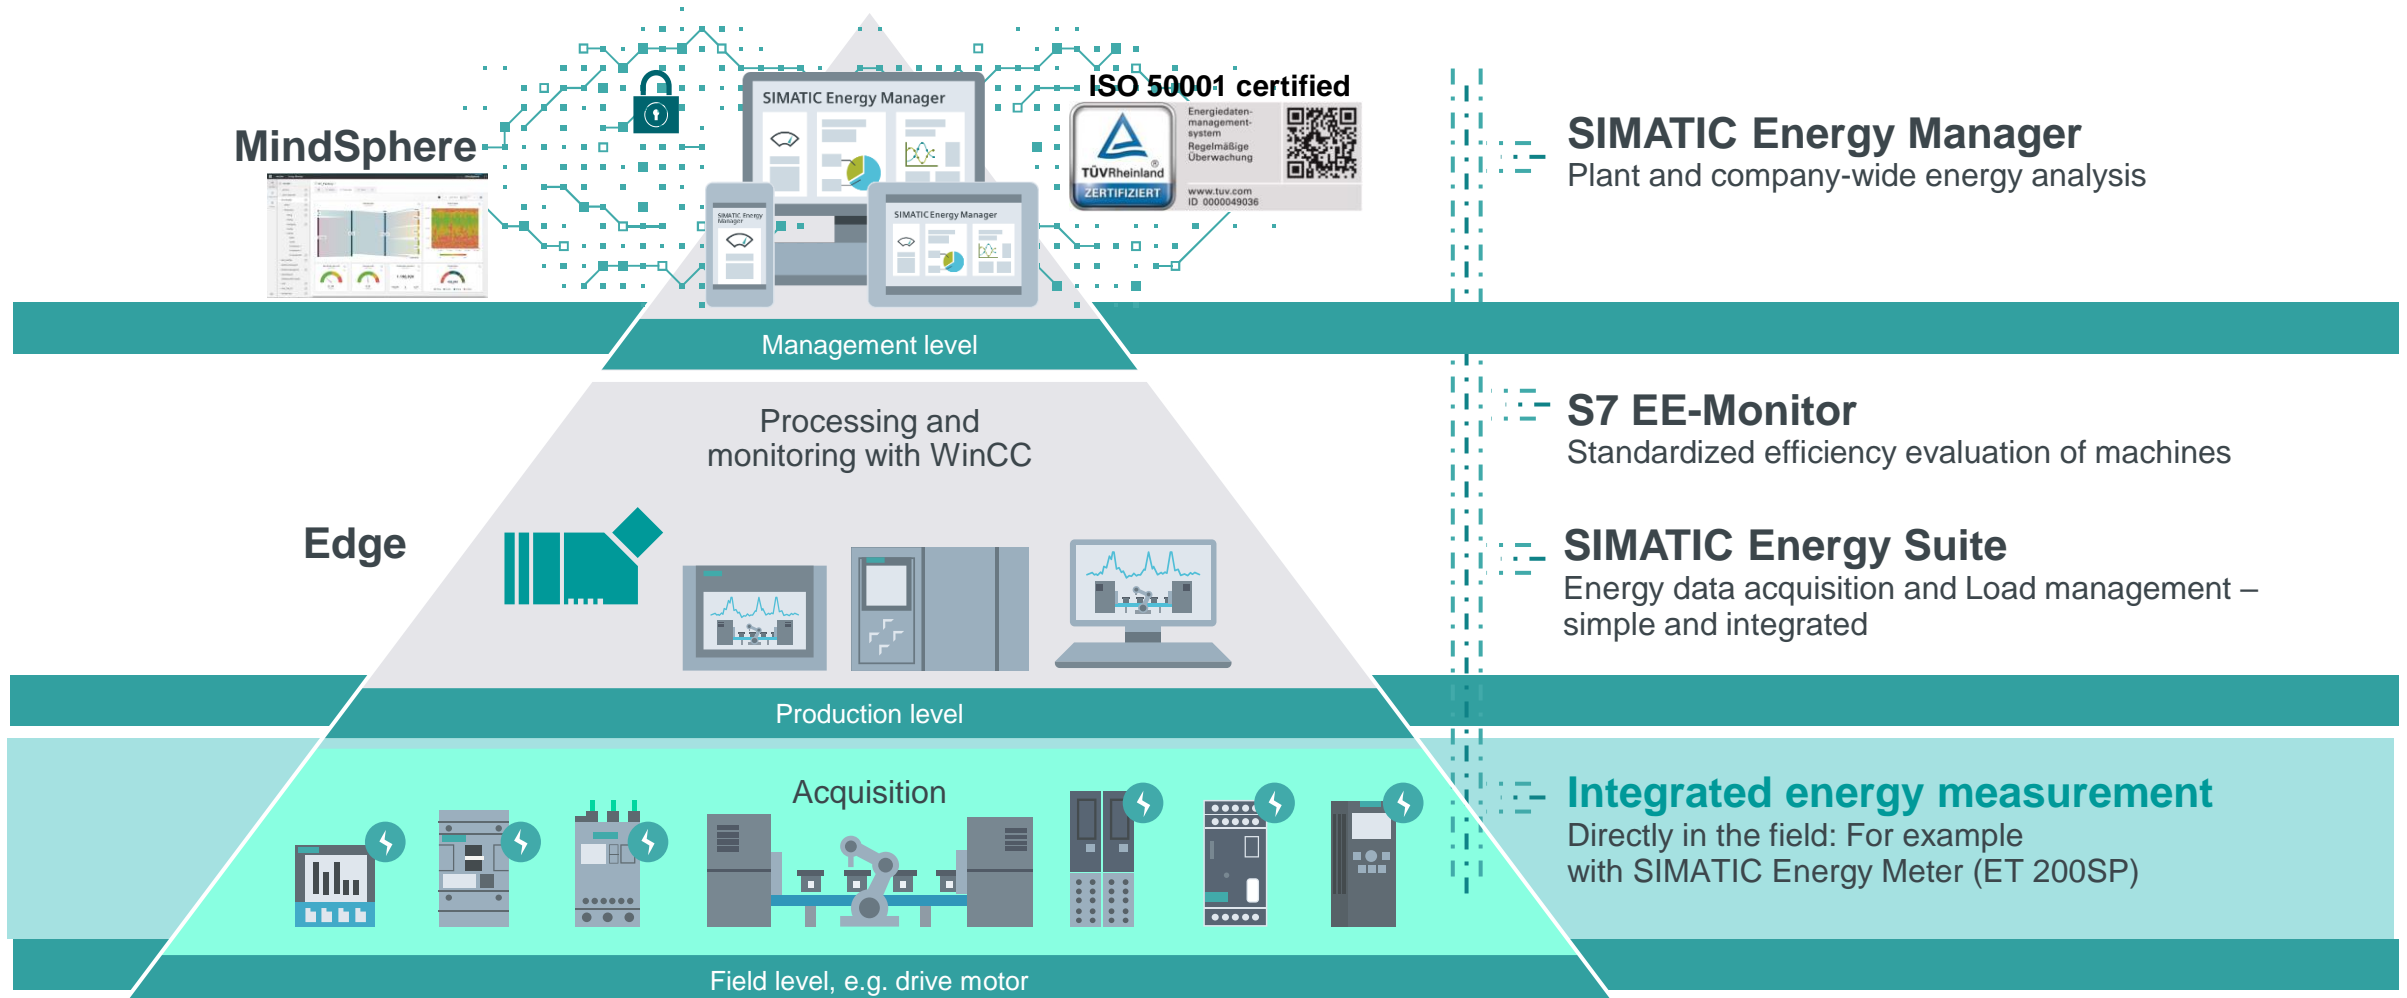 ISO 50001 certified
SIMATIC Energy Manager
Energiedaten-
management-
system
Regelmäßige
Überwachung
TÜVRheinland
®
ZERTIFIZIERT
www.tuv.com
ID 0000049036
MindSphere
SIMATIC Energy
Manager
SIMATIC Energy Manager
SIMATIC Energy Manager
Plant and company-wide energy analysis
Management level
Processing and
monitoring with WinCC
S7 EE-Monitor
Standardized efficiency evaluation of machines
Edge
SIMATIC Energy Suite
Energy data acquisition and Load management –
simple and integrated
Production level
Acquisition
Integrated energy measurement
Directly in the field: For example
with SIMATIC Energy Meter (ET 200SP)
Field level, e.g. drive motor